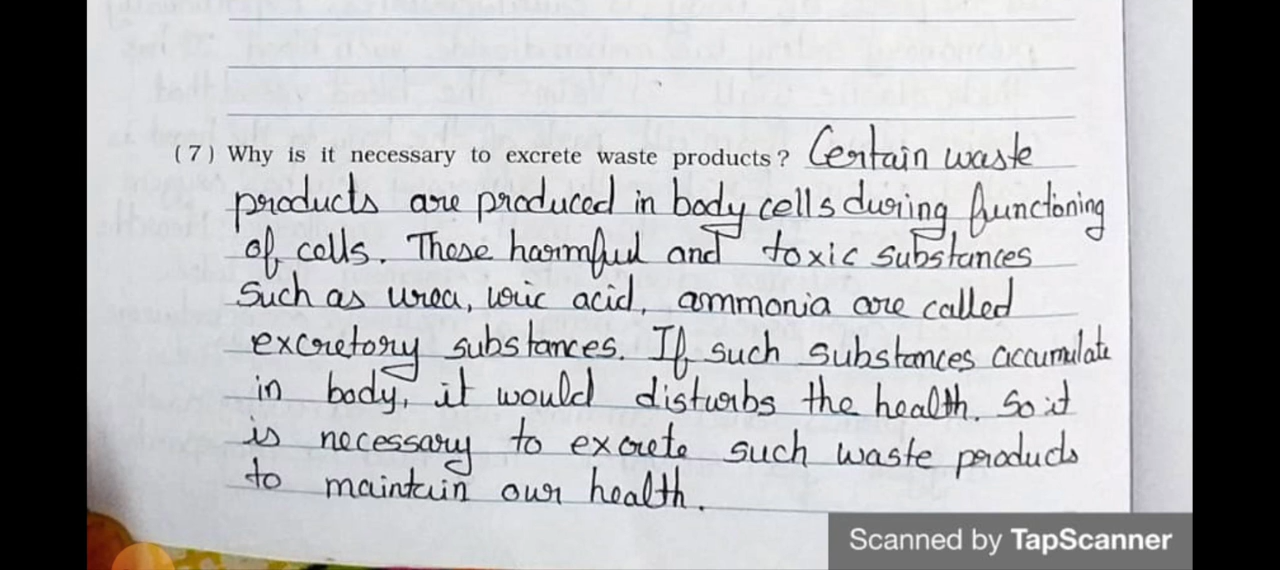 (7) Why is it necessary to excrete waste products? Certain waste
products are produced in body cells during functioning
of cells. These harmful and toxic substances
such as urea, uric acid, ammonia are called
excretory substances. If such substances accumulate
in body, it would disturbs the health. So it
is necessary to excrete such waste products
to maintain our health.
Scanned by TapScanner